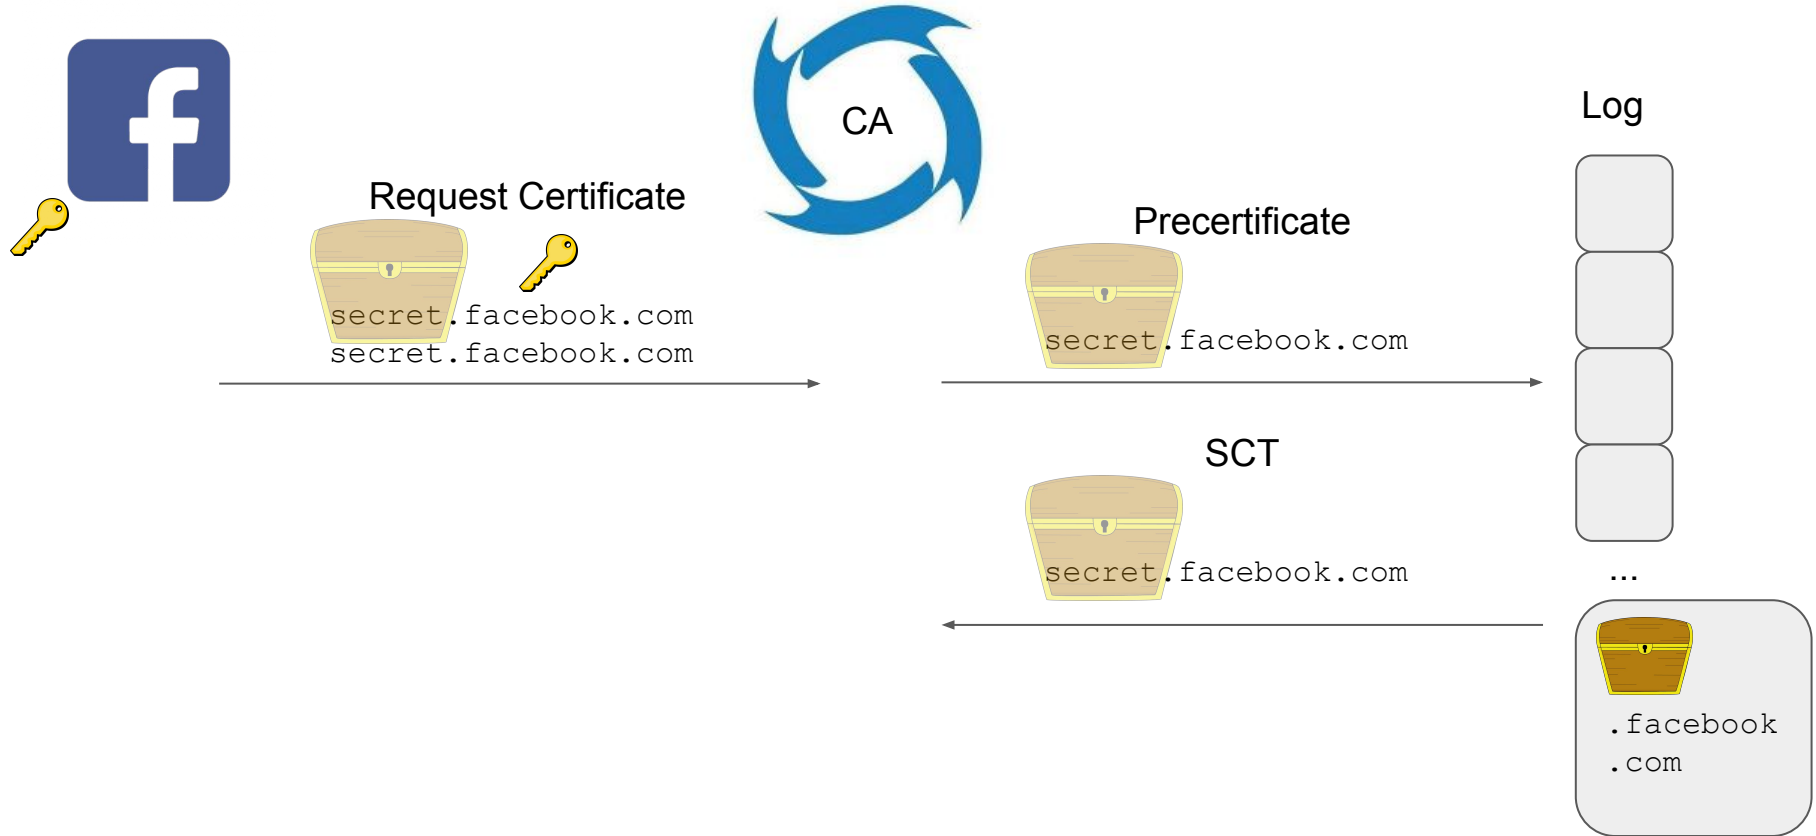 CA
Log
Request Certificate
secret.facebook.com
secret.facebook.com
Precertificate
secret.facebook.com
SCT
secret.facebook.com
...
.facebook
.com